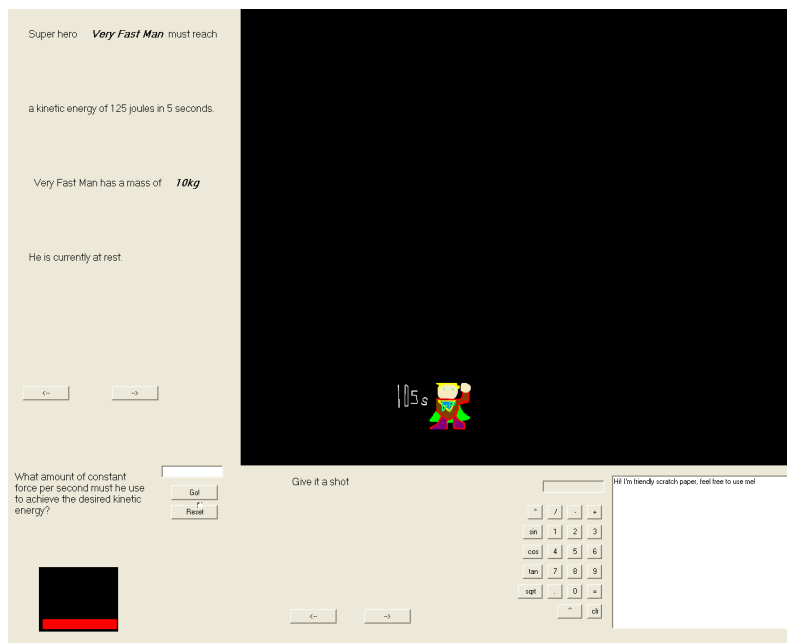 Super hero Very Fast Man must reach
a kinetic energy of 125 joules in 5 seconds.
Very Fast Man has a mass of 10kg
He is currently at rest.
<-- -->
What amount of constant
force per second must he use
to achieve the desired kinetic
energy?
Go!
Reset
Give it a shot
<-- -->
* / - +
sin 1 2 3
cos 4 5 6
tan 7 8 9
sqrt . 0 =
^ clr
Hi! I'm friendly scratch paper, feel free to use me!